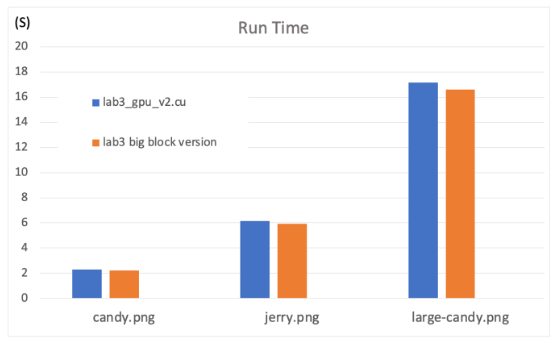 (S)
Run Time
20
18
16
14
12
10
8
6
4
2
0
lab3_gpu_v2.cu
lab3 big block version
candy.png
jerry.png
large-candy.png